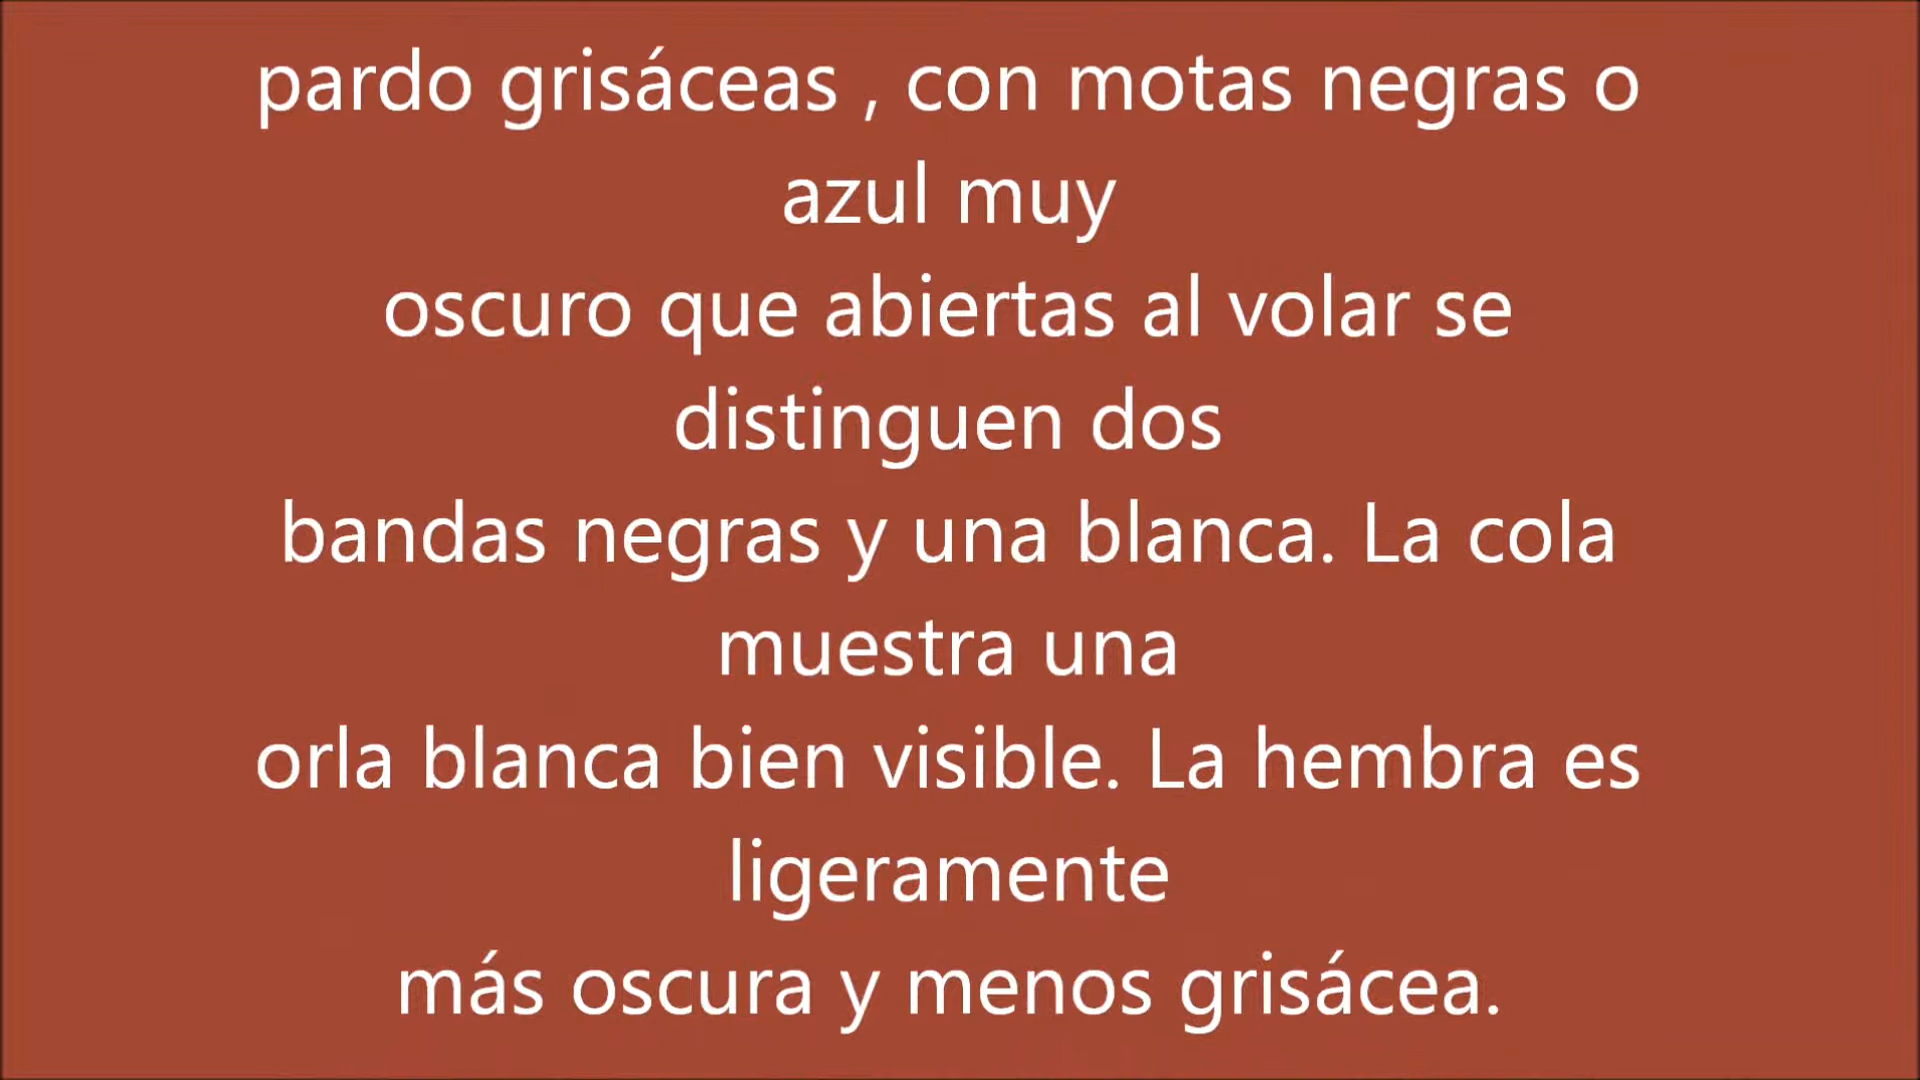 pardo grisáceas , con motas negras o
azul muy
oscuro que abiertas al volar se
distinguen dos
bandas negras y una blanca. La cola
muestra una
orla blanca bien visible. La hembra es
ligeramente
más oscura y menos grisácea.